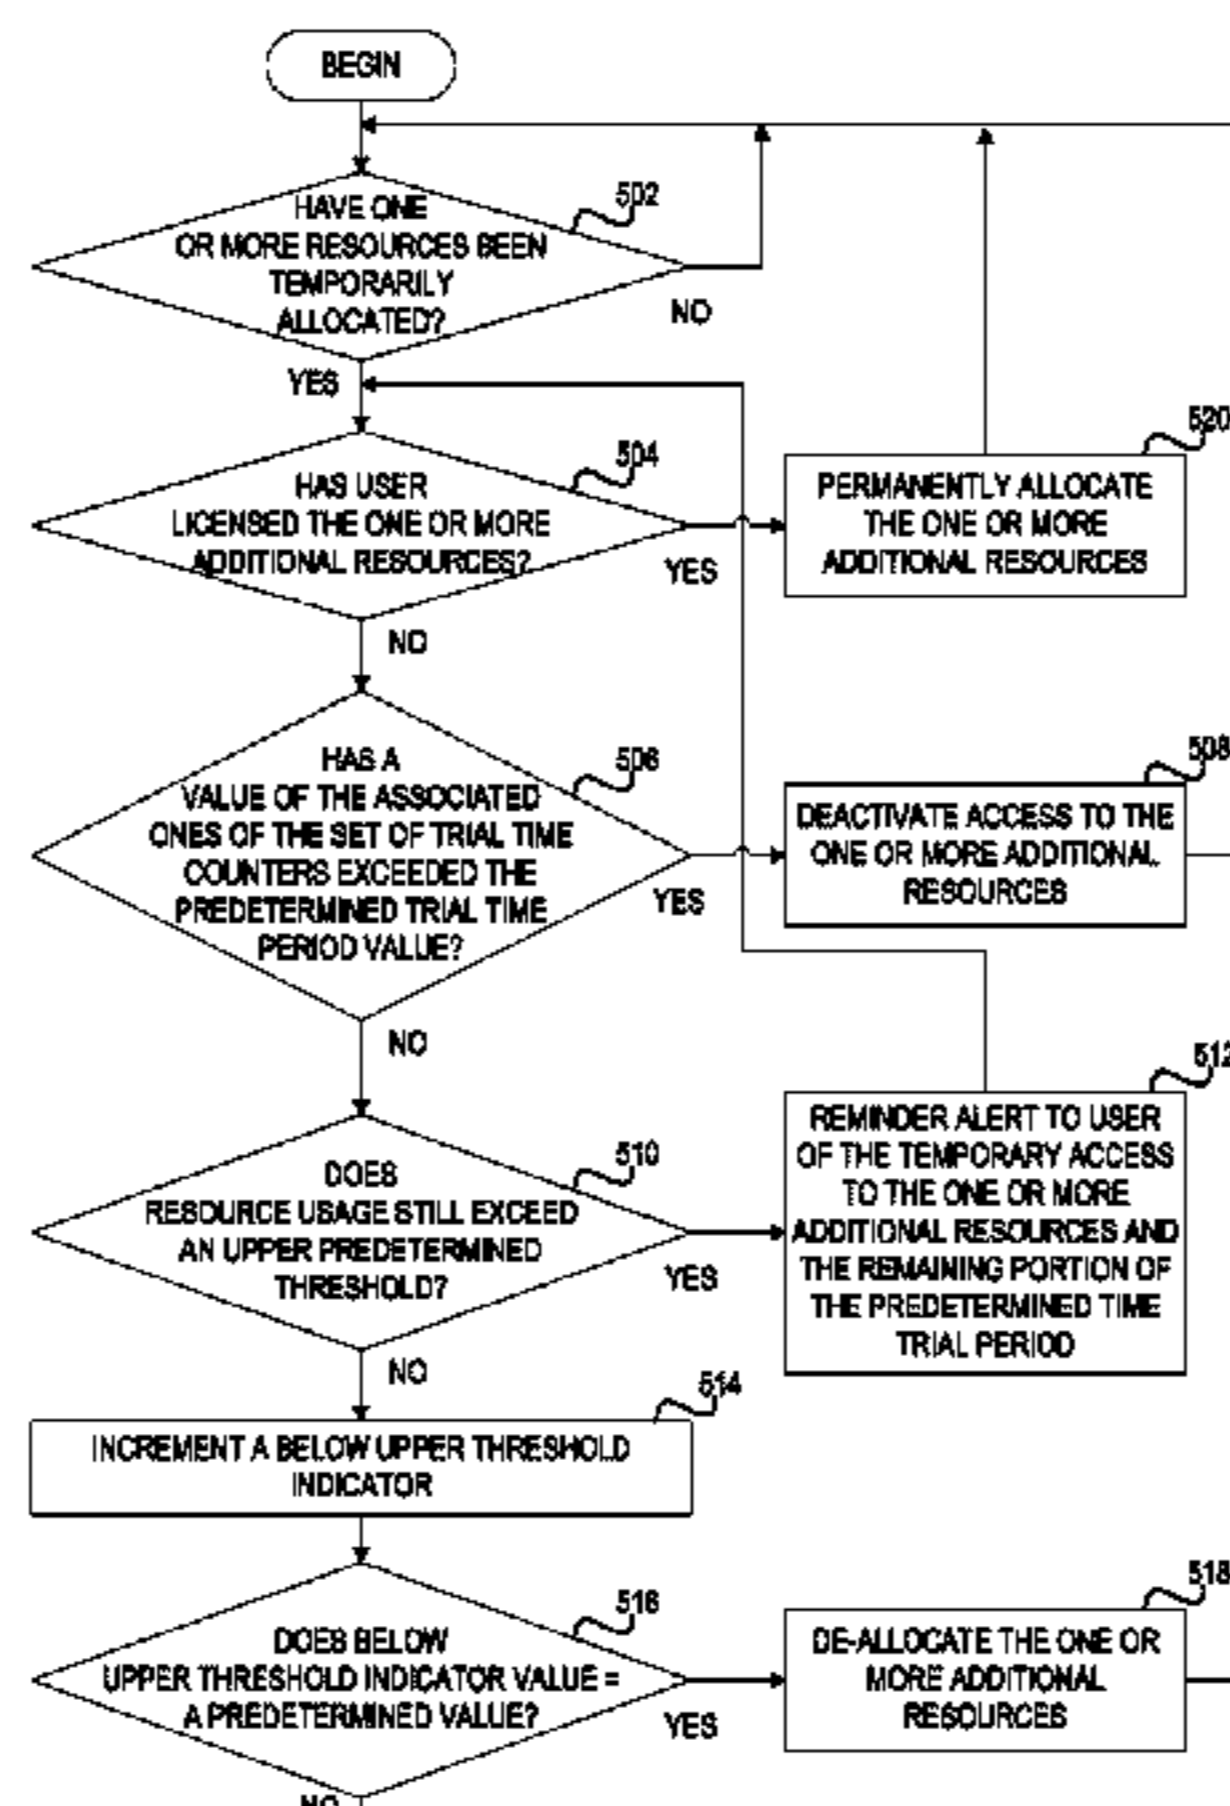 BEGIN
502
HAVE ONE
OR MORE RESOURCES BEEN
TEMPORARILY
ALLOCATED?
NO
YES
504
HAS USER
LICENSED THE ONE OR MORE
ADDITIONAL RESOURCES?
YES
NO
520
PERMANENTLY ALLOCATE
THE ONE OR MORE
ADDITIONAL RESOURCES
506
HAS A
VALUE OF THE ASSOCIATED
ONES OF THE SET OF TRIAL TIME
COUNTERS EXCEEDED THE
PREDETERMINED TRIAL TIME
PERIOD VALUE?
YES
NO
508
DEACTIVATE ACCESS TO THE
ONE OR MORE ADDITIONAL
RESOURCES
510
DOES
RESOURCE USAGE STILL EXCEED
AN UPPER PREDETERMINED
THRESHOLD?
YES
NO
512
REMINDER ALERT TO USER
OF THE TEMPORARY ACCESS
TO THE ONE OR MORE
ADDITIONAL RESOURCES AND
THE REMAINING PORTION OF
THE PREDETERMINED TIME
TRIAL PERIOD
514
INCREMENT A BELOW UPPER THRESHOLD
INDICATOR
516
DOES BELOW
UPPER THRESHOLD INDICATOR VALUE =
A PREDETERMINED VALUE?
YES
NO
518
DE-ALLOCATE THE ONE OR
MORE ADDITIONAL
RESOURCES